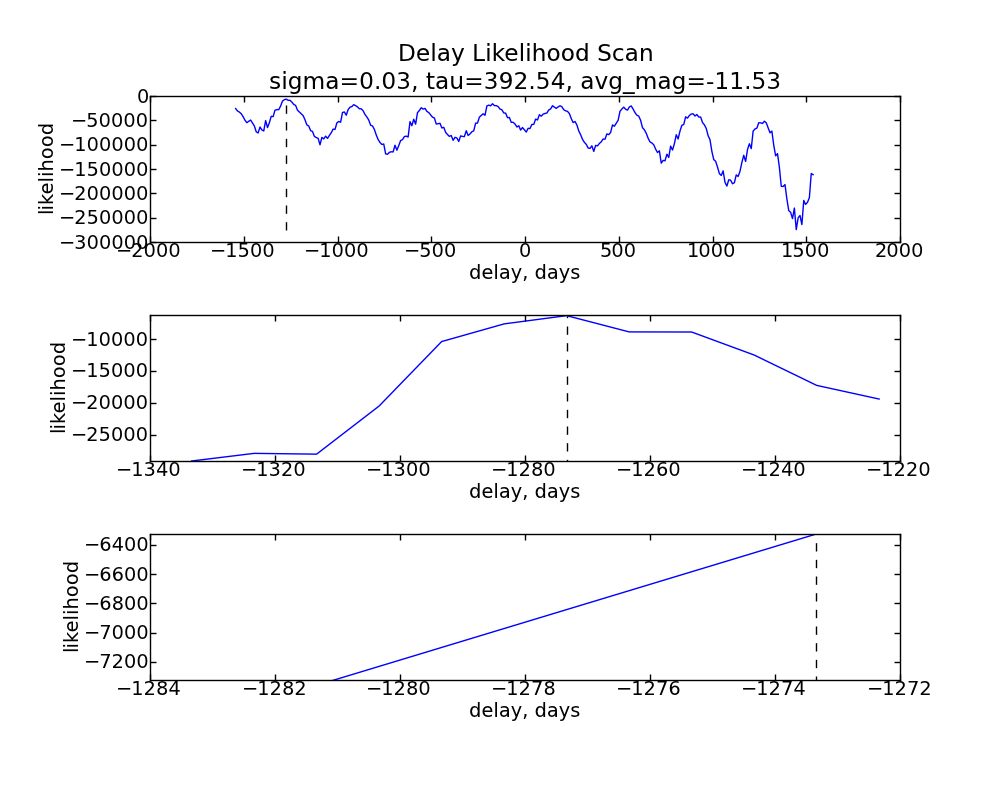 Delay Likelihood Scan
sigma=0.03, tau=392.54, avg_mag=-11.53
likelihood
0
−50000
−100000
−150000
−200000
−250000
−300000
−2000 −1500 −1000 −500 0 500 1000 1500 2000
delay, days
likelihood
−10000
−15000
−20000
−25000
−1340 −1320 −1300 −1280 −1260 −1240 −1220
delay, days
likelihood
−6400
−6600
−6800
−7000
−7200
−1284 −1282 −1280 −1278 −1276 −1274 −1272
delay, days